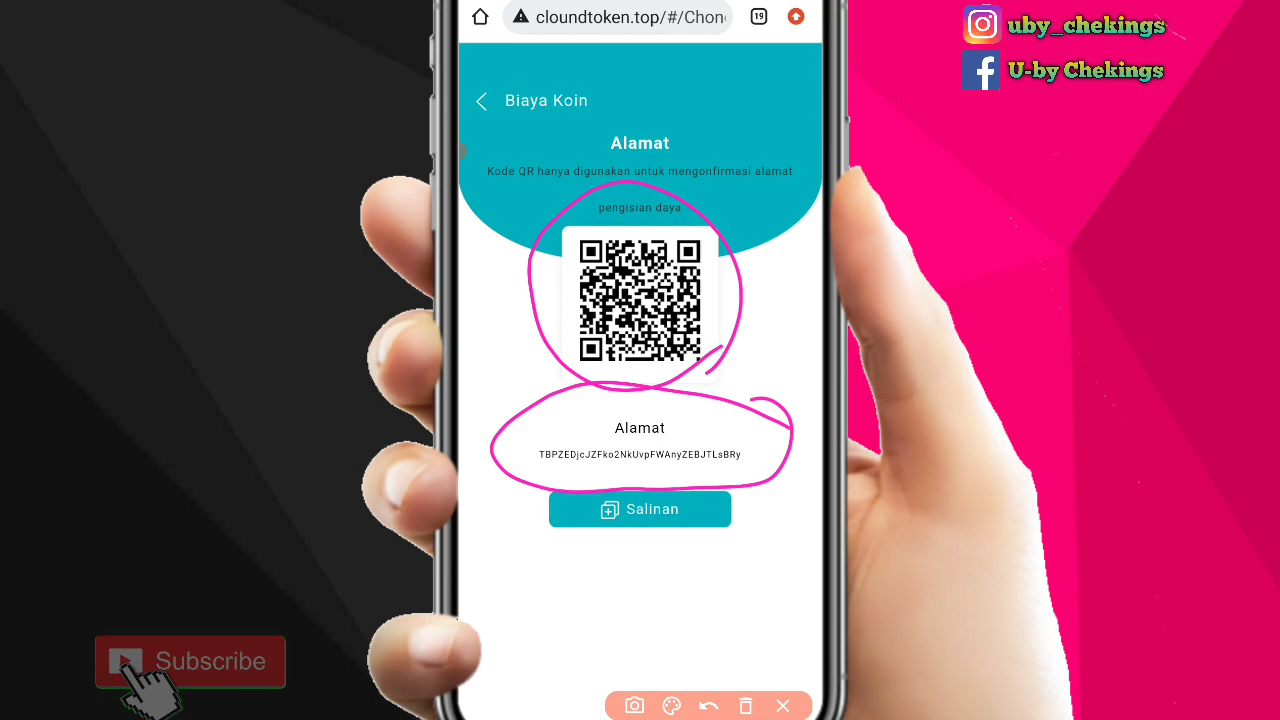 cloundtoken.top/#/Chon
19
uby_chekings
U-by Chekings
Biaya Koin
Alamat
Kode QR hanya digunakan untuk mengonfirmasi alamat
pengisian daya
Alamat
TBPZEDjcJZFko2NkUvpFWAnyZEBJTLsBRy
Salinan
Subscribe